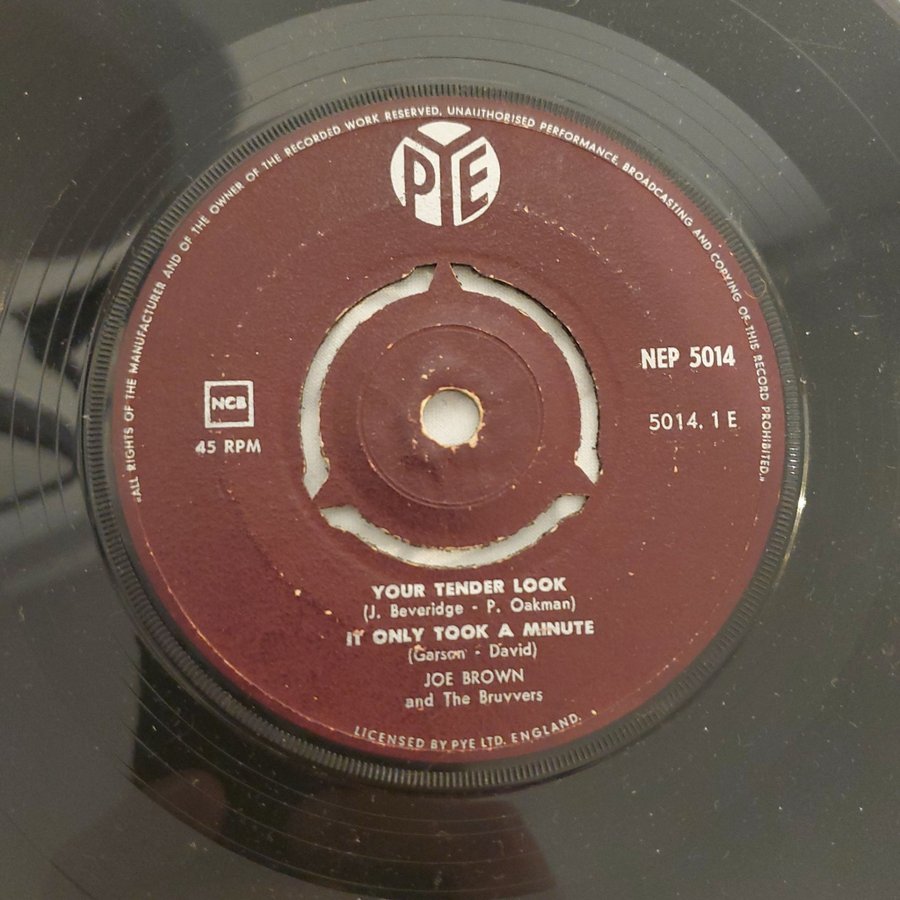 "ALL RIGHTS OF THE MANUFACTURER AND OF THE OWNER OF THE RECORDED WORK RESERVED. UNAUTHORISED PERFORMANCE, BROADCASTING AND COPYING OF THIS RECORD PROHIBITED."
PYE
NEP 5014
NCB
5014. 1 E
45 RPM
YOUR TENDER LOOK
(J. Beveridge - P. Oakman)
IT ONLY TOOK A MINUTE
(Garson - David)
JOE BROWN
and The Bruvvers
LICENSED BY PYE LTD. ENGLAND.